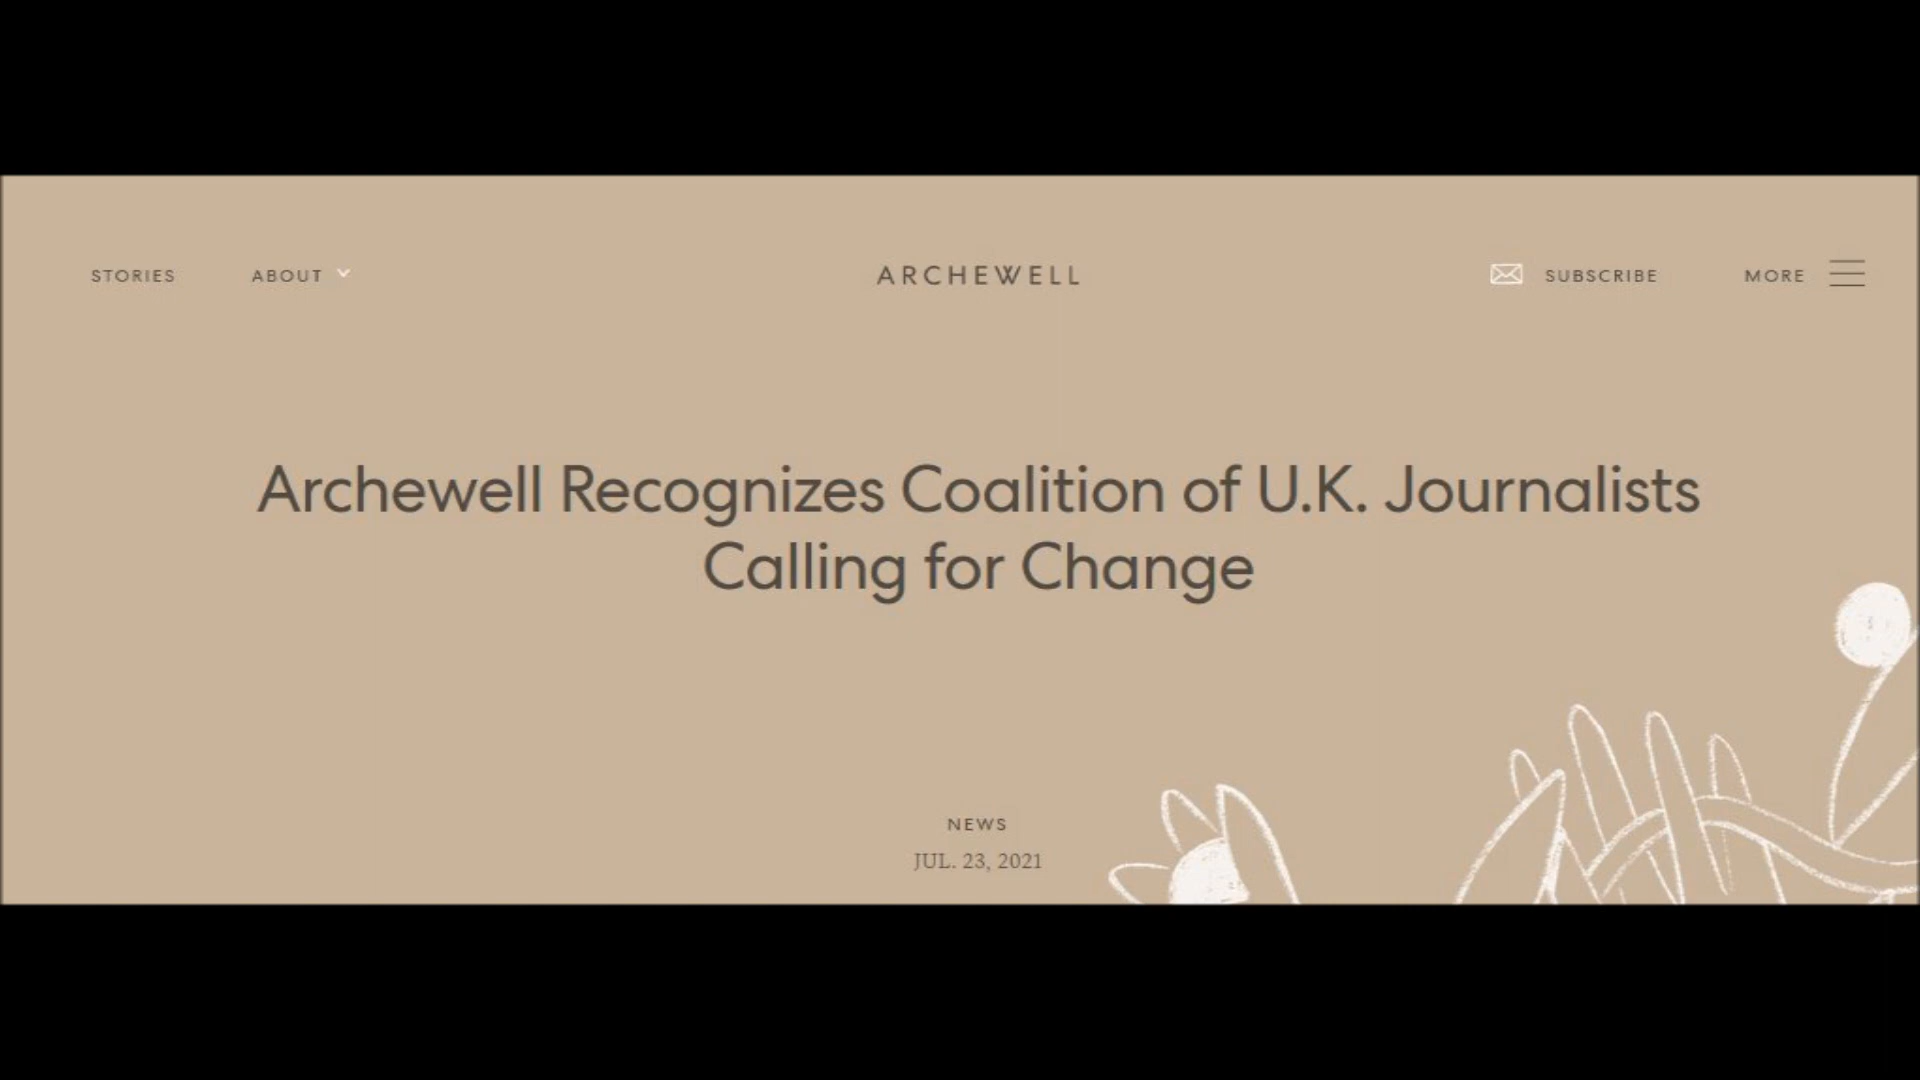 STORIES ABOUT ARCHEWELL SUBSCRIBE MORE
Archewell Recognizes Coalition of U.K. Journalists
Calling for Change
NEWS
JUL. 23, 2021